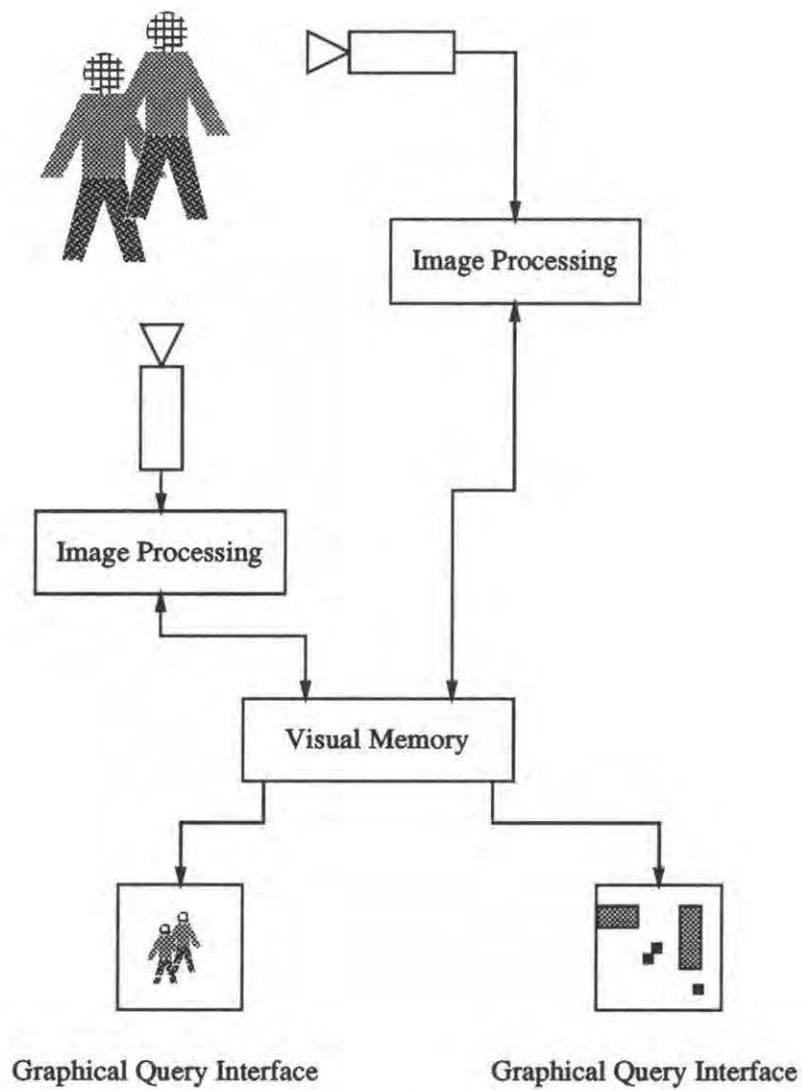 Image Processing
Image Processing
Visual Memory
Graphical Query Interface
Graphical Query Interface